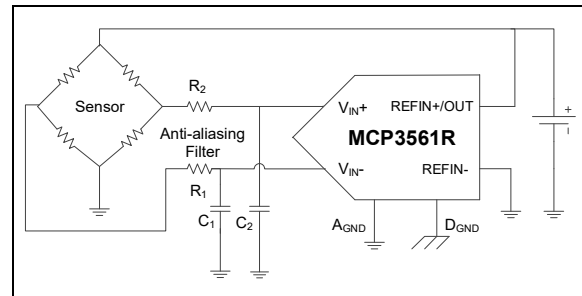 Sensor
R2
Anti-aliasing
Filter
R1
C1
C2
VIN+
REFIN+/OUT
MCP3561R
VIN-
REFIN-
AGND
DGND
+
-